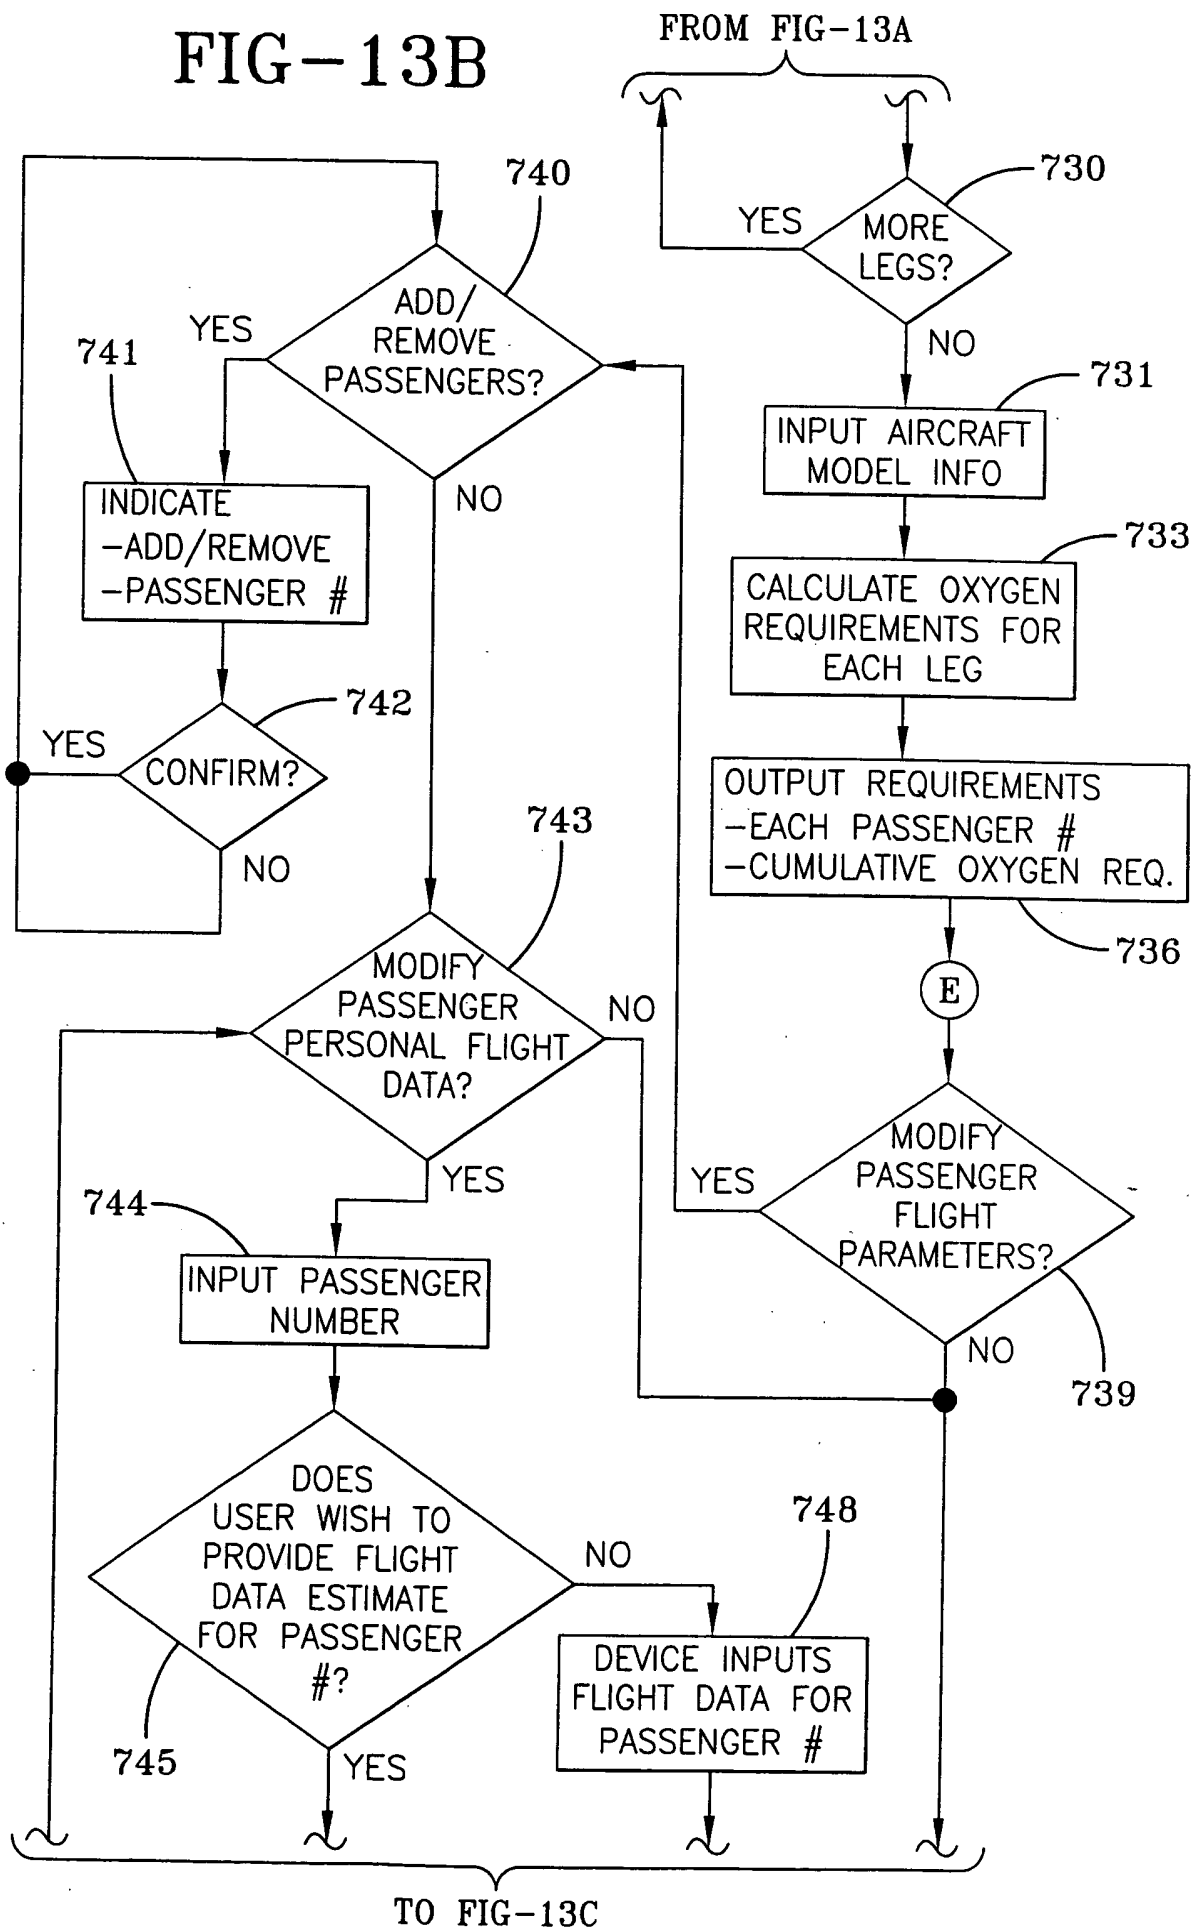 FIG-13B
FROM FIG-13A
730
YES
MORE
LEGS?
NO
731
INPUT AIRCRAFT
MODEL INFO
733
CALCULATE OXYGEN
REQUIREMENTS FOR
EACH LEG
OUTPUT REQUIREMENTS
-EACH PASSENGER #
-CUMULATIVE OXYGEN REQ.
736
E
MODIFY
PASSENGER
FLIGHT
PARAMETERS?
YES
NO
739
740
ADD/
REMOVE
PASSENGERS?
YES
NO
741
INDICATE
-ADD/REMOVE
-PASSENGER #
742
YES
CONFIRM?
NO
743
MODIFY
PASSENGER
PERSONAL FLIGHT
DATA?
NO
YES
744
INPUT PASSENGER
NUMBER
DOES
USER WISH TO
PROVIDE FLIGHT
DATA ESTIMATE
FOR PASSENGER
#?
745
YES
NO
748
DEVICE INPUTS
FLIGHT DATA FOR
PASSENGER #
TO FIG-13C